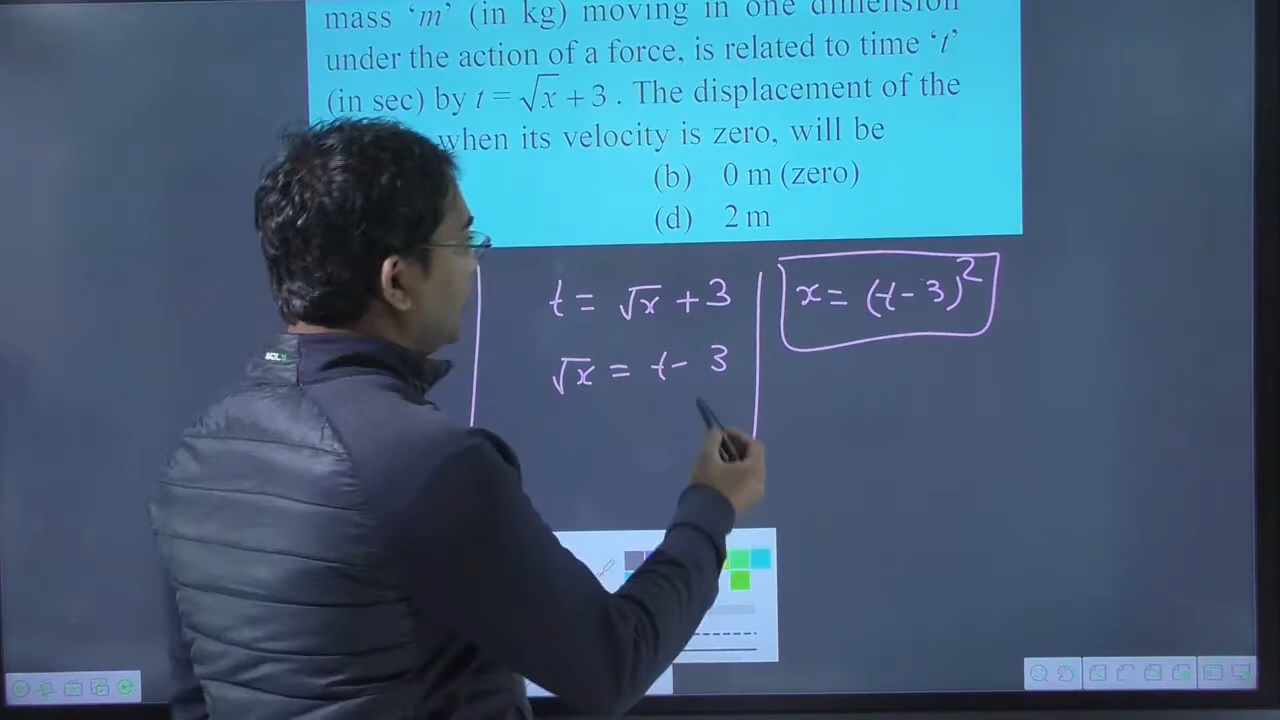 mass ‘m’ (in kg) moving in one dimension
under the action of a force, is related to time ‘t’
(in sec) by t = √x + 3 . The displacement of the
when its velocity is zero, will be
(b) 0 m (zero)
(d) 2 m
t = √x + 3
√x = t - 3
x = (t - 3)²